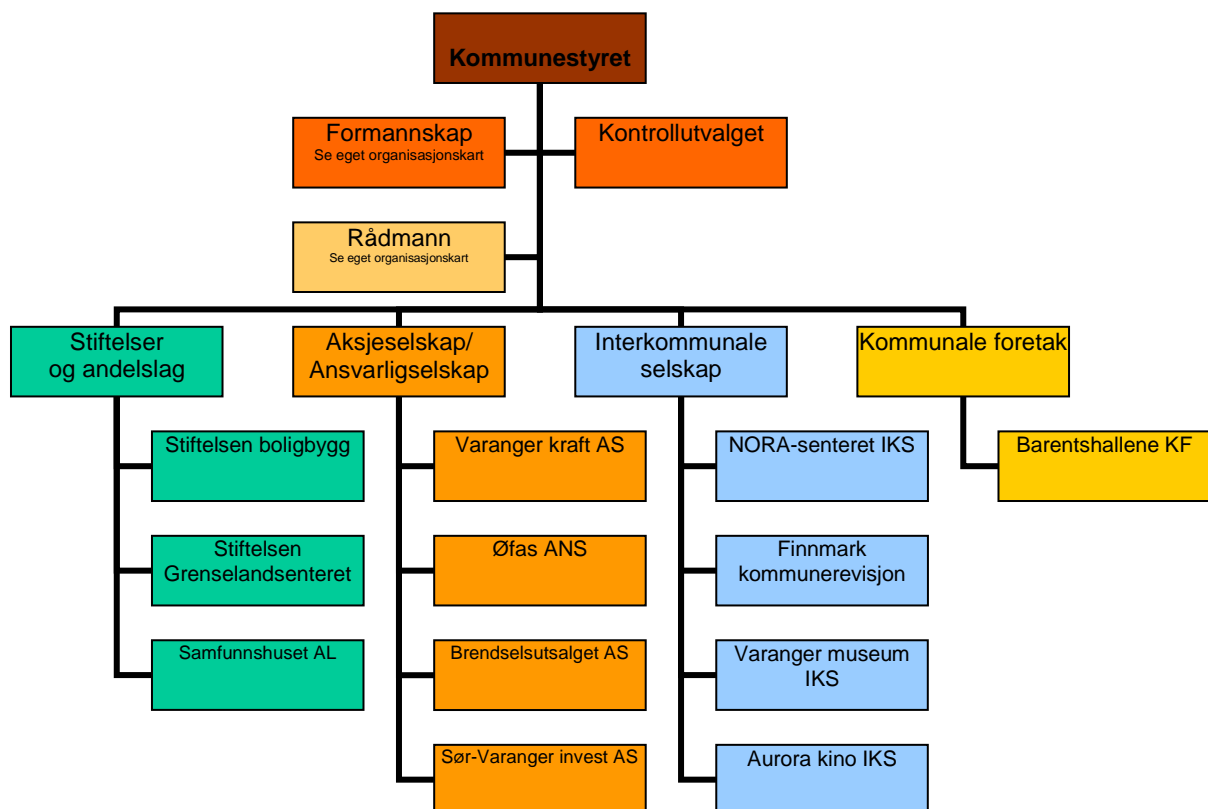 Kommunestyret
Formannskap
Se eget organisasjonskart
Kontrollutvalget
Rådmann
Se eget organisasjonskart
Stiftelser
og andelslag
Aksjeselskap/
Ansvarligselskap
Interkommunale
selskap
Kommunale foretak
Stiftelsen boligbygg
Varanger kraft AS
NORA-senteret IKS
Barentshallene KF
Stiftelsen
Grenselandsenteret
Øfas ANS
Finnmark
kommunerevisjon
Samfunnshuset AL
Brendselsutsalget AS
Varanger museum
IKS
Sør-Varanger invest AS
Aurora kino IKS